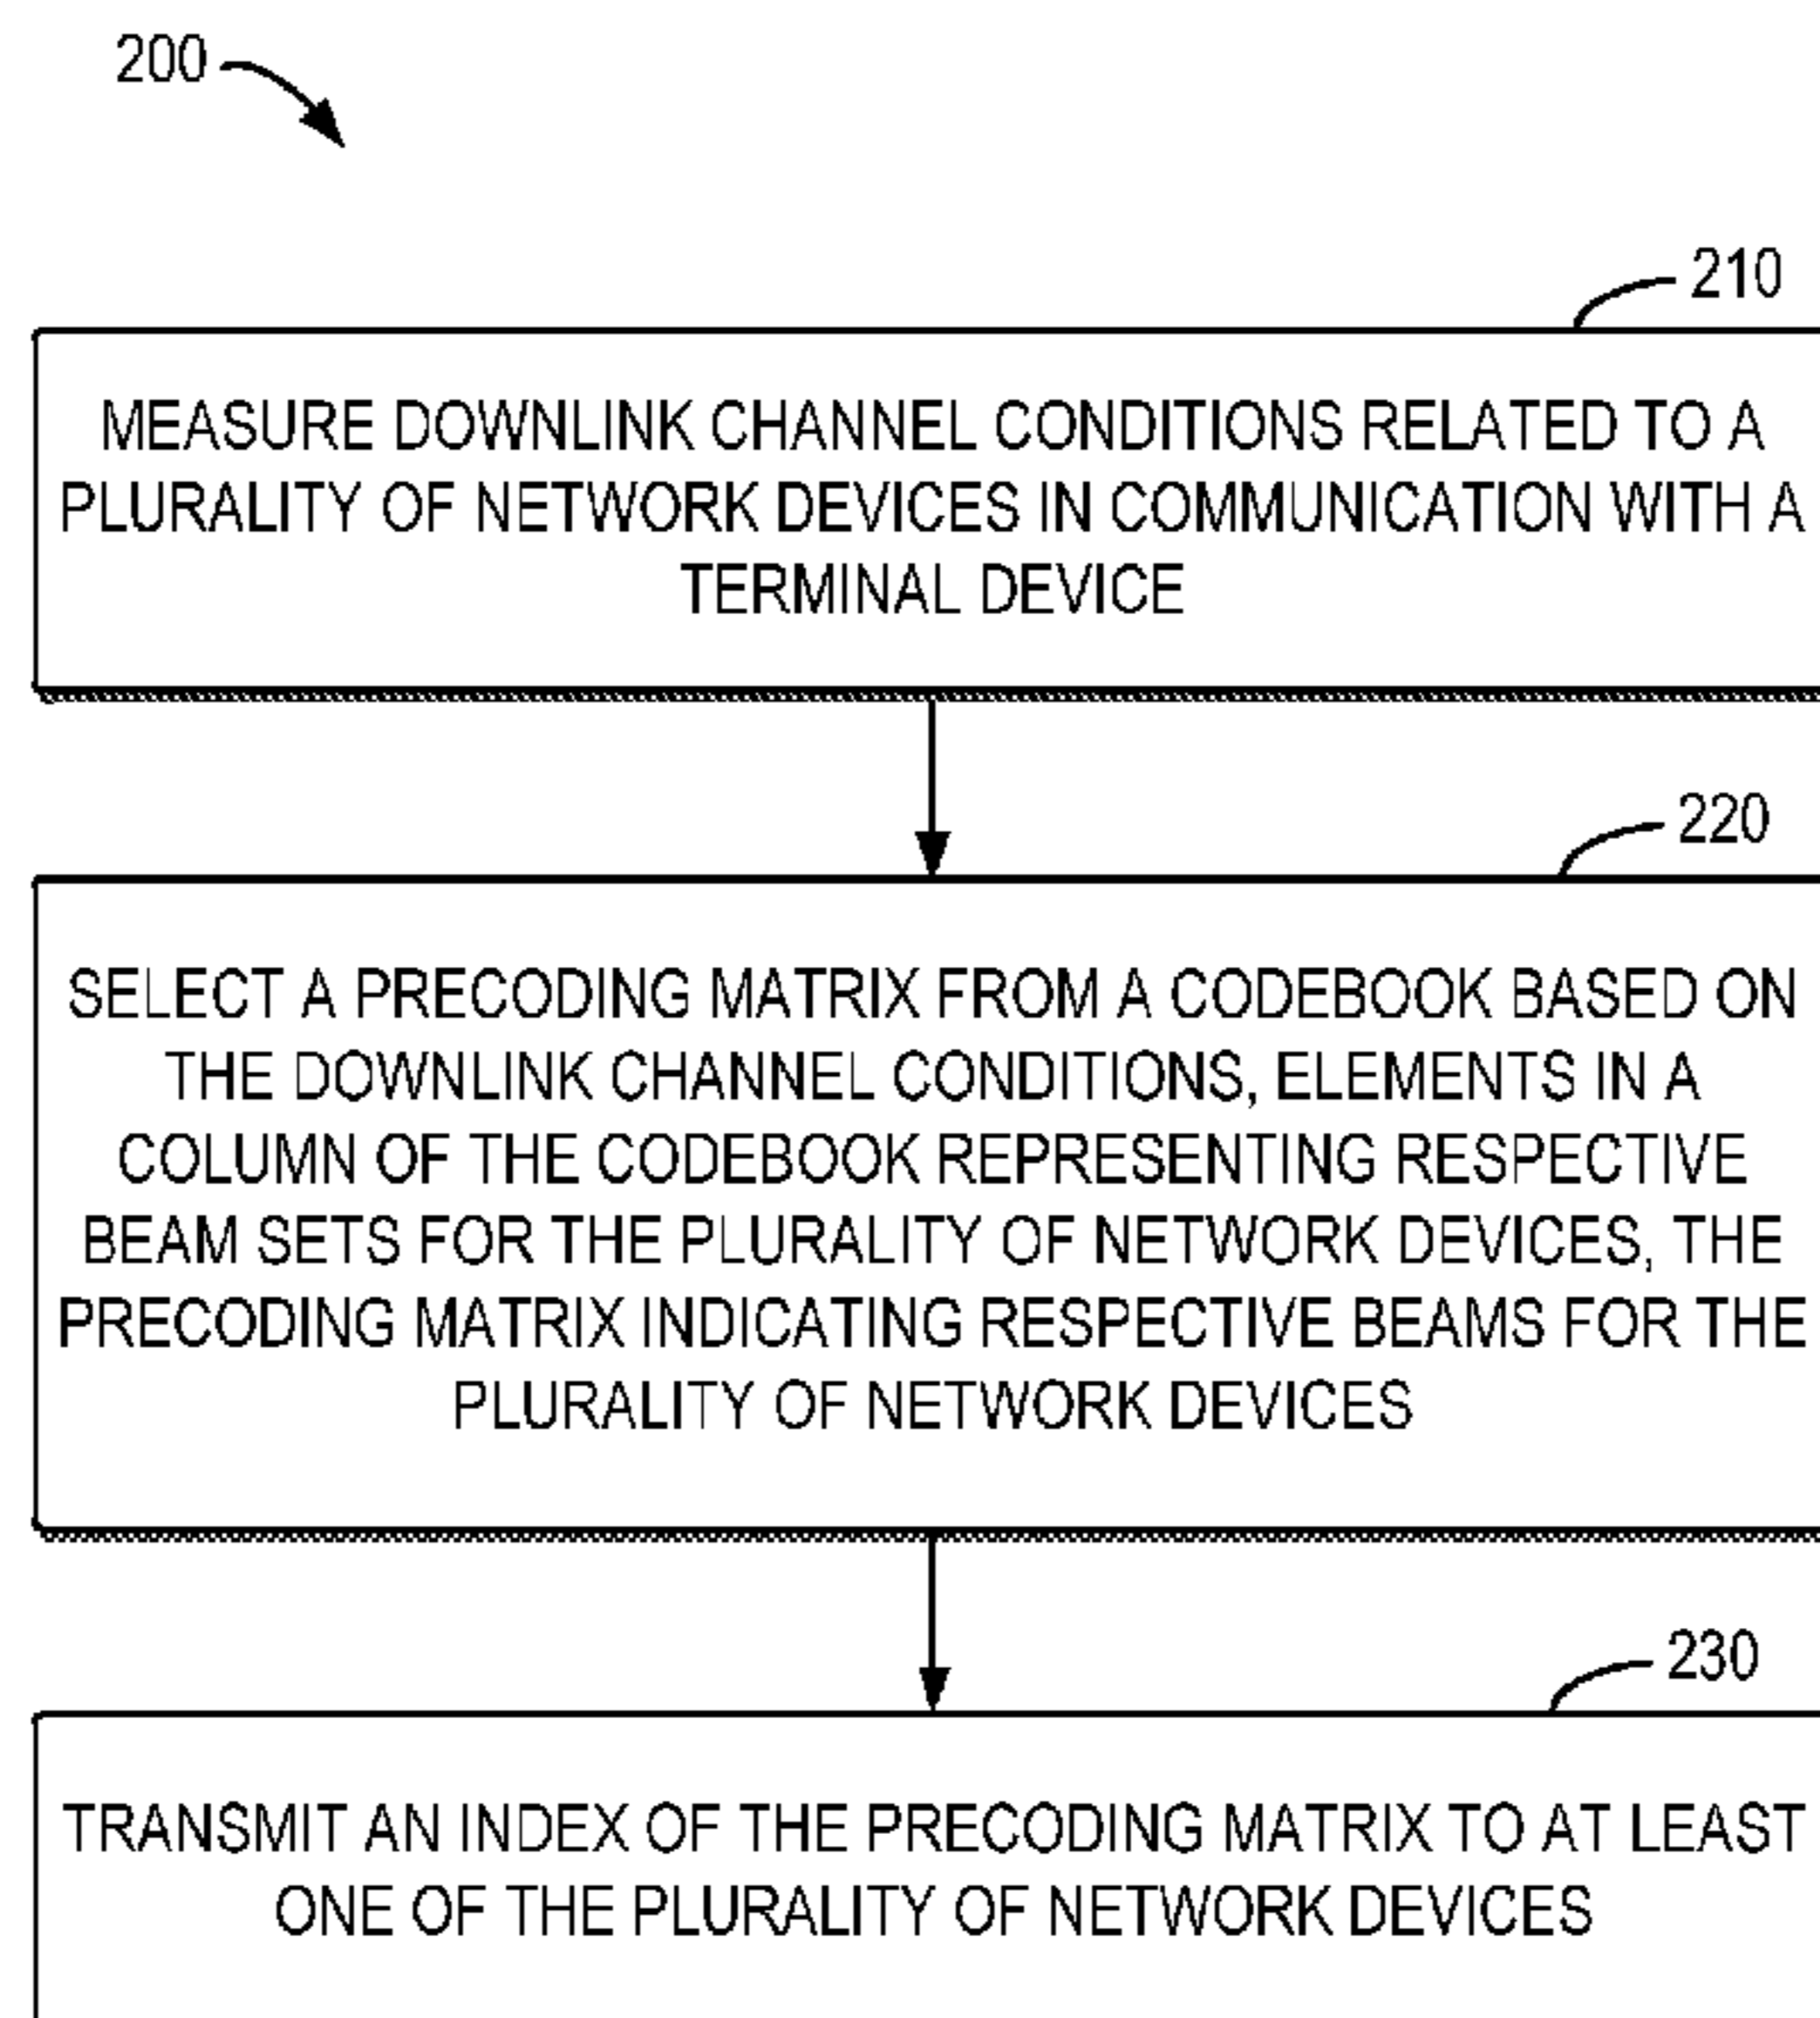 200
210
MEASURE DOWNLINK CHANNEL CONDITIONS RELATED TO A
PLURALITY OF NETWORK DEVICES IN COMMUNICATION WITH A
TERMINAL DEVICE
220
SELECT A PRECODING MATRIX FROM A CODEBOOK BASED ON
THE DOWNLINK CHANNEL CONDITIONS, ELEMENTS IN A
COLUMN OF THE CODEBOOK REPRESENTING RESPECTIVE
BEAM SETS FOR THE PLURALITY OF NETWORK DEVICES, THE
PRECODING MATRIX INDICATING RESPECTIVE BEAMS FOR THE
PLURALITY OF NETWORK DEVICES
230
TRANSMIT AN INDEX OF THE PRECODING MATRIX TO AT LEAST
ONE OF THE PLURALITY OF NETWORK DEVICES